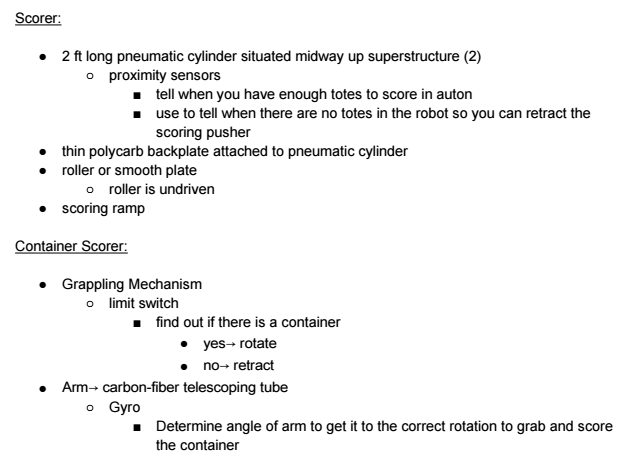 Scorer:
● 2 ft long pneumatic cylinder situated midway up superstructure (2)
○ proximity sensors
■ tell when you have enough totes to score in auton
■ use to tell when there are no totes in the robot so you can retract the
scoring pusher
● thin polycarb backplate attached to pneumatic cylinder
● roller or smooth plate
○ roller is undriven
● scoring ramp
Container Scorer:
● Grappling Mechanism
○ limit switch
■ find out if there is a container
● yes→ rotate
● no→ retract
● Arm→ carbon-fiber telescoping tube
○ Gyro
■ Determine angle of arm to get it to the correct rotation to grab and score
the container